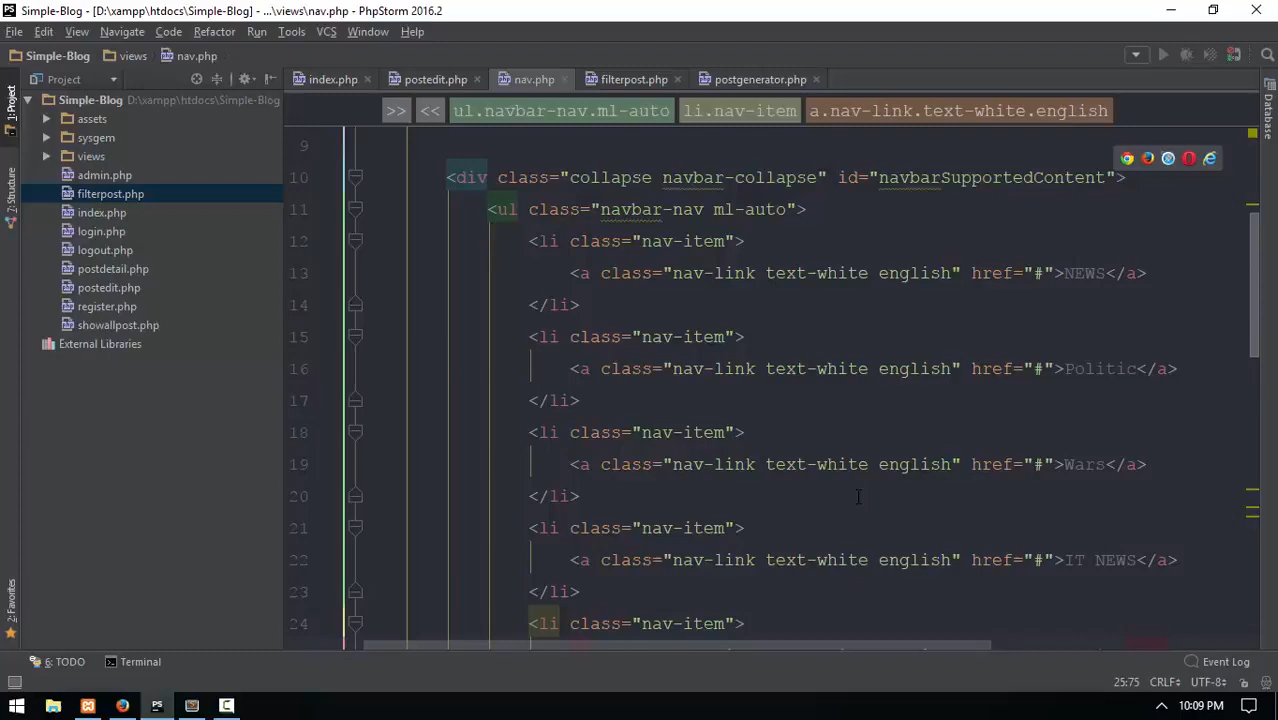 Simple-Blog - [D:\xampp\htdocs\Simple-Blog] - ...\views\nav.php - PhpStorm 2016.2
File Edit View Navigate Code Refactor Run Tools VCS Window Help
Simple-Blog views nav.php
Project
index.php postedit.php nav.php filterpost.php postgenerator.php
>> << ul.navbar-nav.ml-auto li.nav-item a.nav-link.text-white.english
1: Project
7: Structure
2: Favorites
Database
Simple-Blog D:\xampp\htdocs\Simple-Blog
assets
sysgem
views
admin.php
filterpost.php
index.php
login.php
logout.php
postdetail.php
postedit.php
register.php
showallpost.php
External Libraries
9
10 <div class="collapse navbar-collapse" id="navbarSupportedContent">
11 <ul class="navbar-nav ml-auto">
12 <li class="nav-item">
13 <a class="nav-link text-white english" href="#">NEWS</a>
14 </li>
15 <li class="nav-item">
16 <a class="nav-link text-white english" href="#">Politic</a>
17 </li>
18 <li class="nav-item">
19 <a class="nav-link text-white english" href="#">Wars</a>
20 </li>
21 <li class="nav-item">
22 <a class="nav-link text-white english" href="#">IT NEWS</a>
23 </li>
24 <li class="nav-item">
6: TODO Terminal Event Log
25:75 CRLF UTF-8
10:09 PM